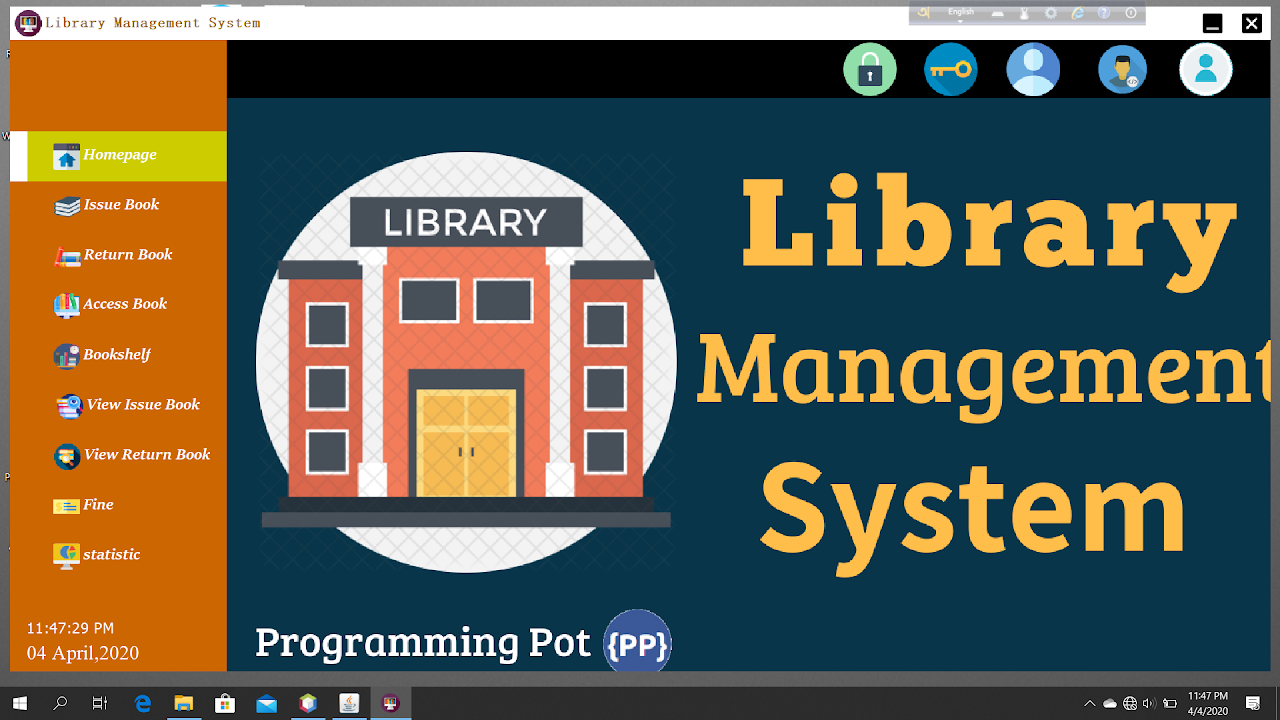 Library Management System
English
Homepage
Issue Book
Return Book
Access Book
Bookshelf
View Issue Book
View Return Book
Fine
statistic
11:47:29 PM
04 April,2020
LIBRARY
Library
Management
System
Programming Pot {PP}
11:47 PM
4/4/2020